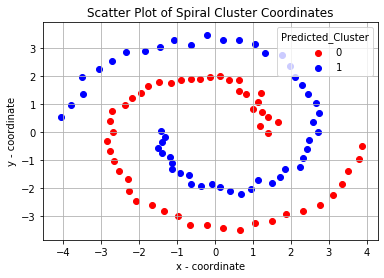 Scatter Plot of Spiral Cluster Coordinates
Predicted_Cluster
0
1
y - coordinate
3
2
1
0
−1
−2
−3
−4 −3 −2 −1 0 1 2 3 4
x - coordinate